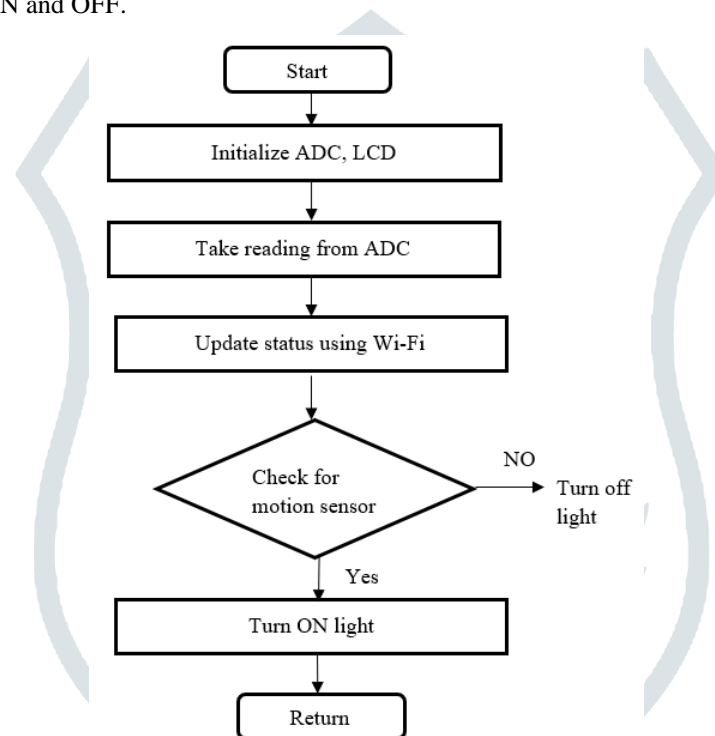 N and OFF.
Start
Initialize ADC, LCD
Take reading from ADC
Update status using Wi-Fi
Check for
motion sensor
NO
Turn off
light
Yes
Turn ON light
Return